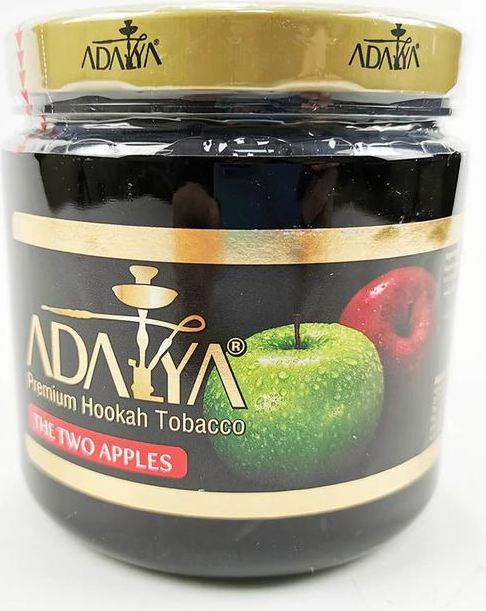 ADALYA ADALYA
ADALYA®
Premium Hookah Tobacco
THE TWO APPLES